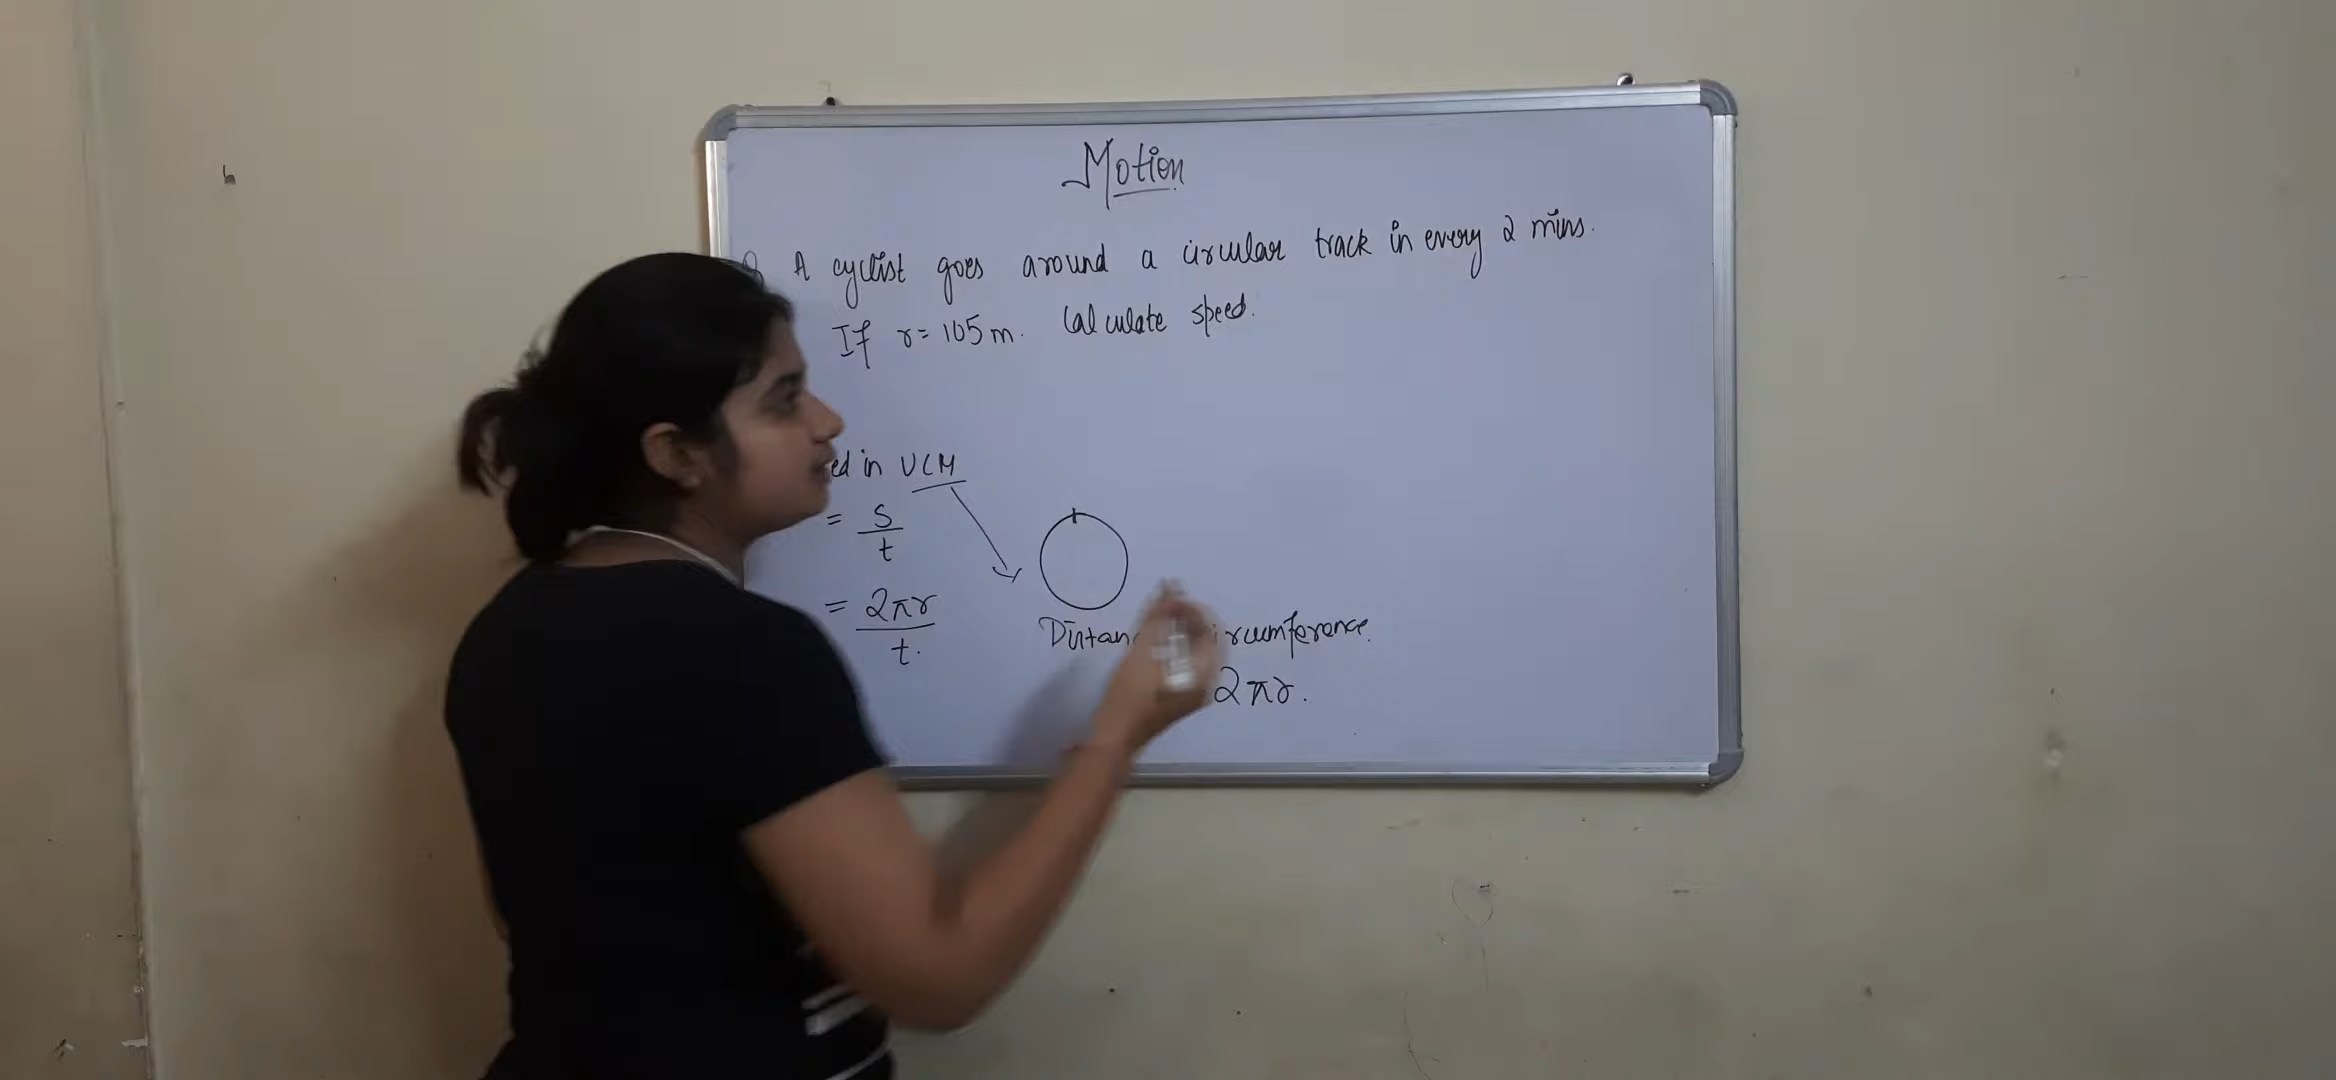 Motion
Q A cyclist goes around a circular track in every 2 mins.
If r = 105 m. Calculate speed.
ed in UCM
= s/t
= 2πr/t.
Distan ircumference.
2πr.